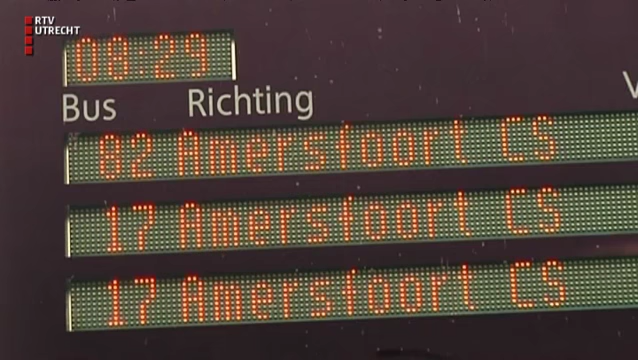 RTV
UTRECHT
08 29
Bus Richting V
82 Amersfoort CS
17 Amersfoort CS
17 Amersfoort CS